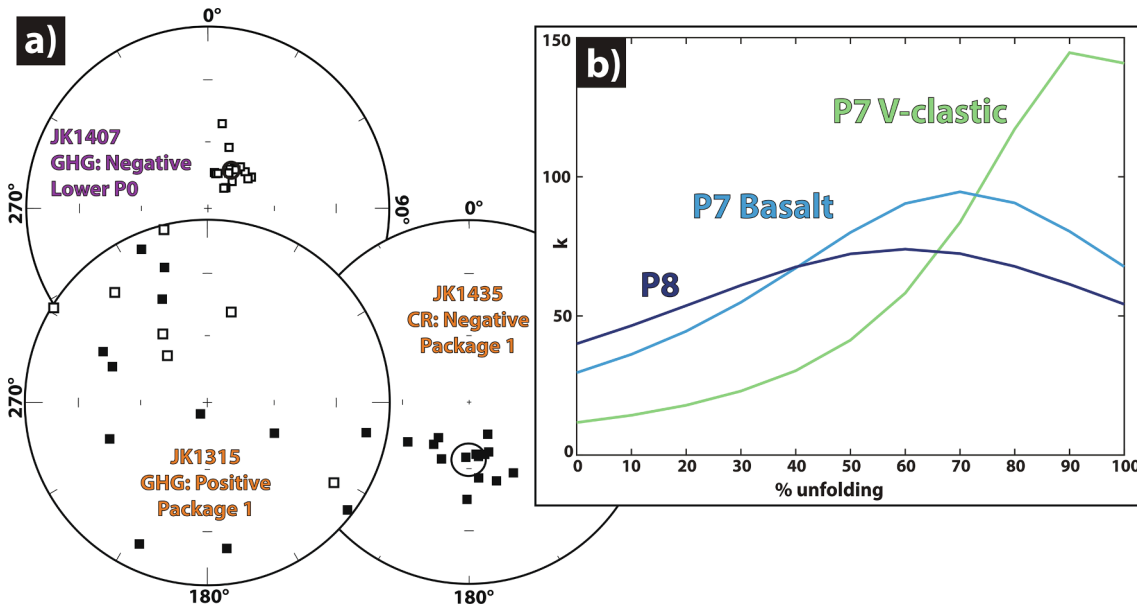 a)
0°
JK1407
GHG: Negative
Lower P0
270°
90°
0°
JK1435
CR: Negative
Package 1
270°
JK1315
GHG: Positive
Package 1
180°
180°
b)
150
100
50
0
k
P7 V-clastic
P7 Basalt
P8
0 10 20 30 40 50 60 70 80 90 100
% unfolding